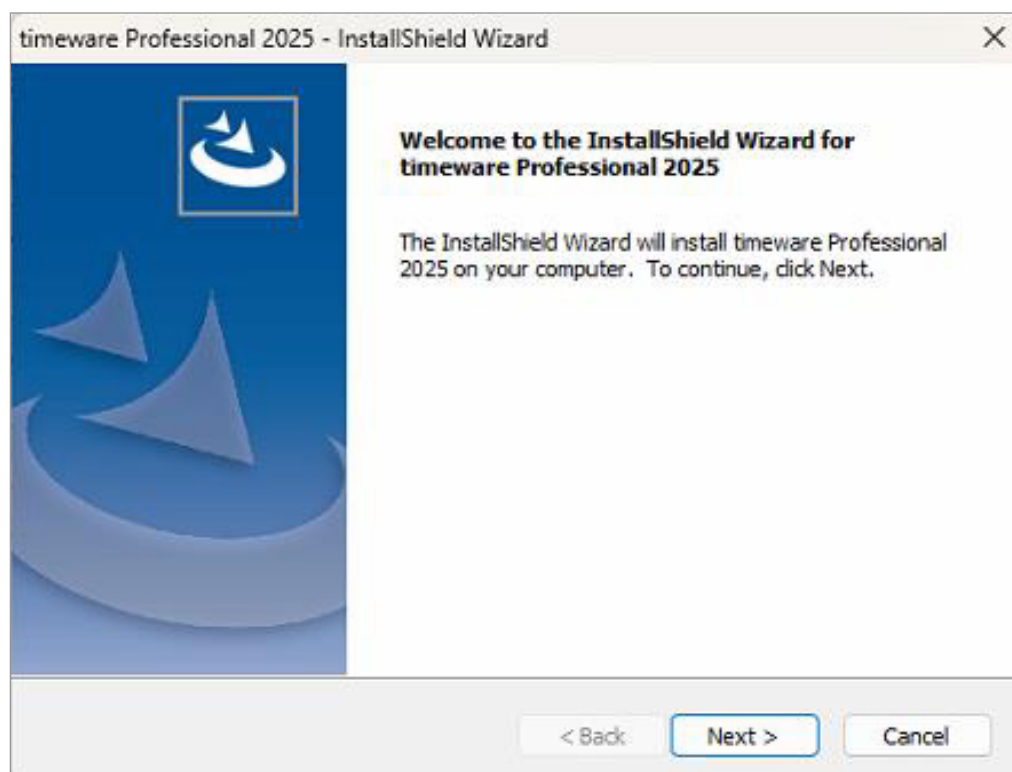 timeware Professional 2025 - InstallShield Wizard
Welcome to the InstallShield Wizard for
timeware Professional 2025
The InstallShield Wizard will install timeware Professional
2025 on your computer.  To continue, click Next.
< Back
Next >
Cancel